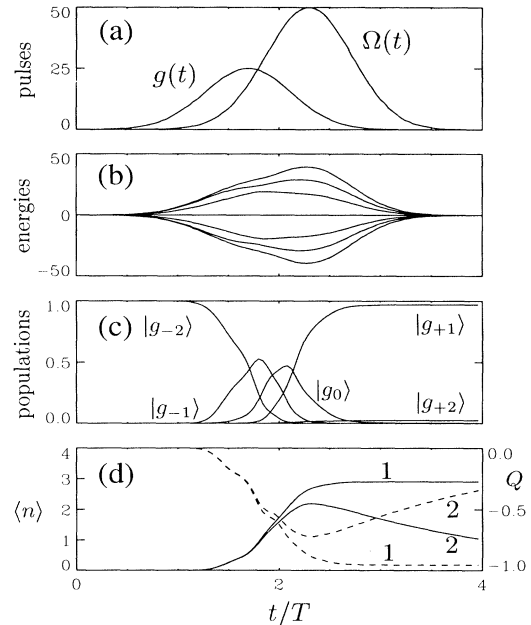 50
(a)
Ω(t)
g(t)
25
pulses
0
50
(b)
0
energies
-50
1.0
(c)
|g₋₂⟩
|g₊₁⟩
0.5
populations
|g₋₁⟩
|g₀⟩
|g₊₂⟩
0.0
4
(d)
0.0
3
1
⟨n⟩
2
2
-0.5
Q
1
2
1
0
-1.0
0
2
4
t/T